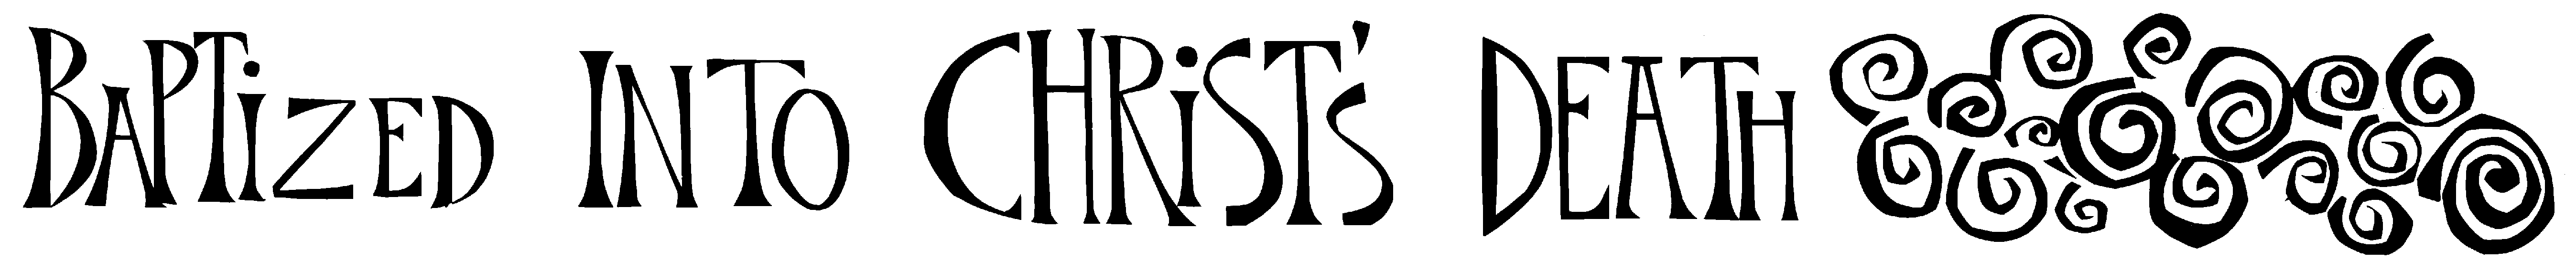 BAPTiZED INTO CHRiST'S DEATH